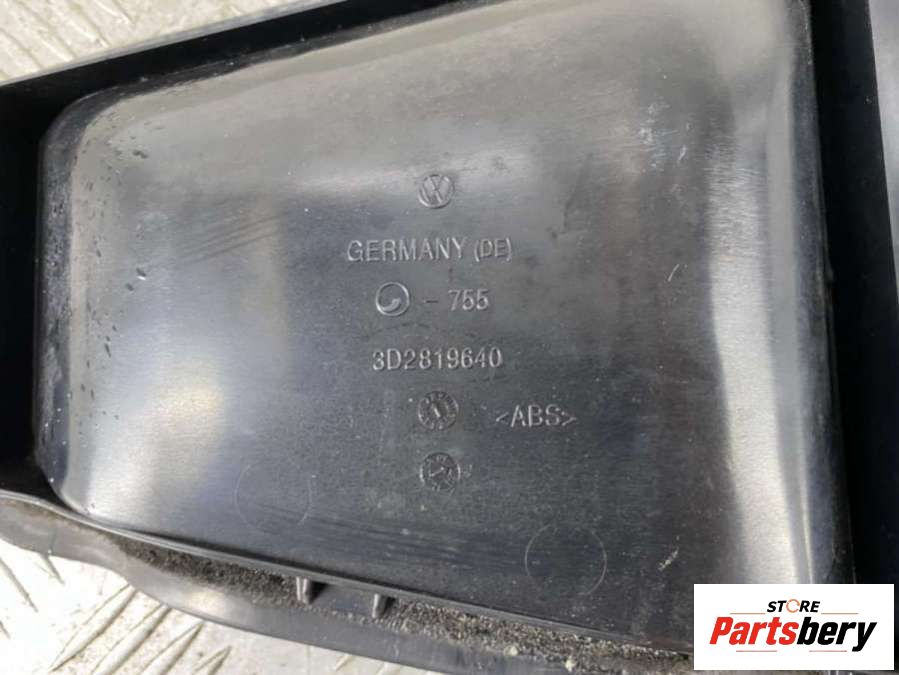 GERMANY (DE)
- 755
3D2819640
<ABS>
STORE
Partsbery